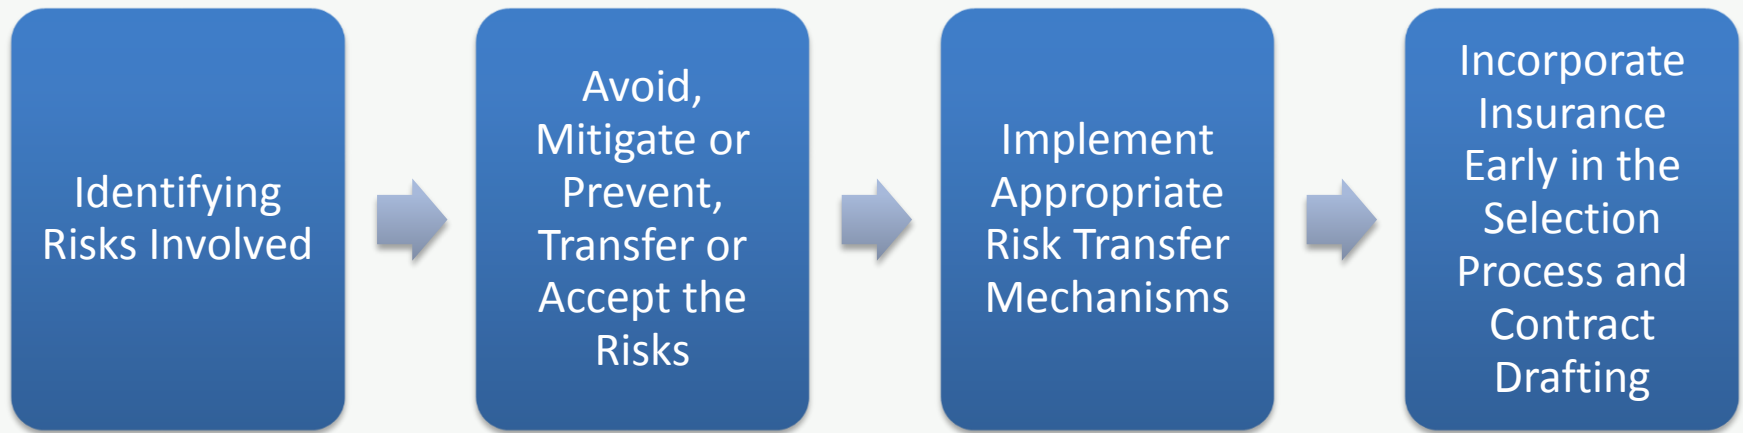 Identifying
Risks Involved
Avoid,
Mitigate or
Prevent,
Transfer or
Accept the
Risks
Implement
Appropriate
Risk Transfer
Mechanisms
Incorporate
Insurance
Early in the
Selection
Process and
Contract
Drafting